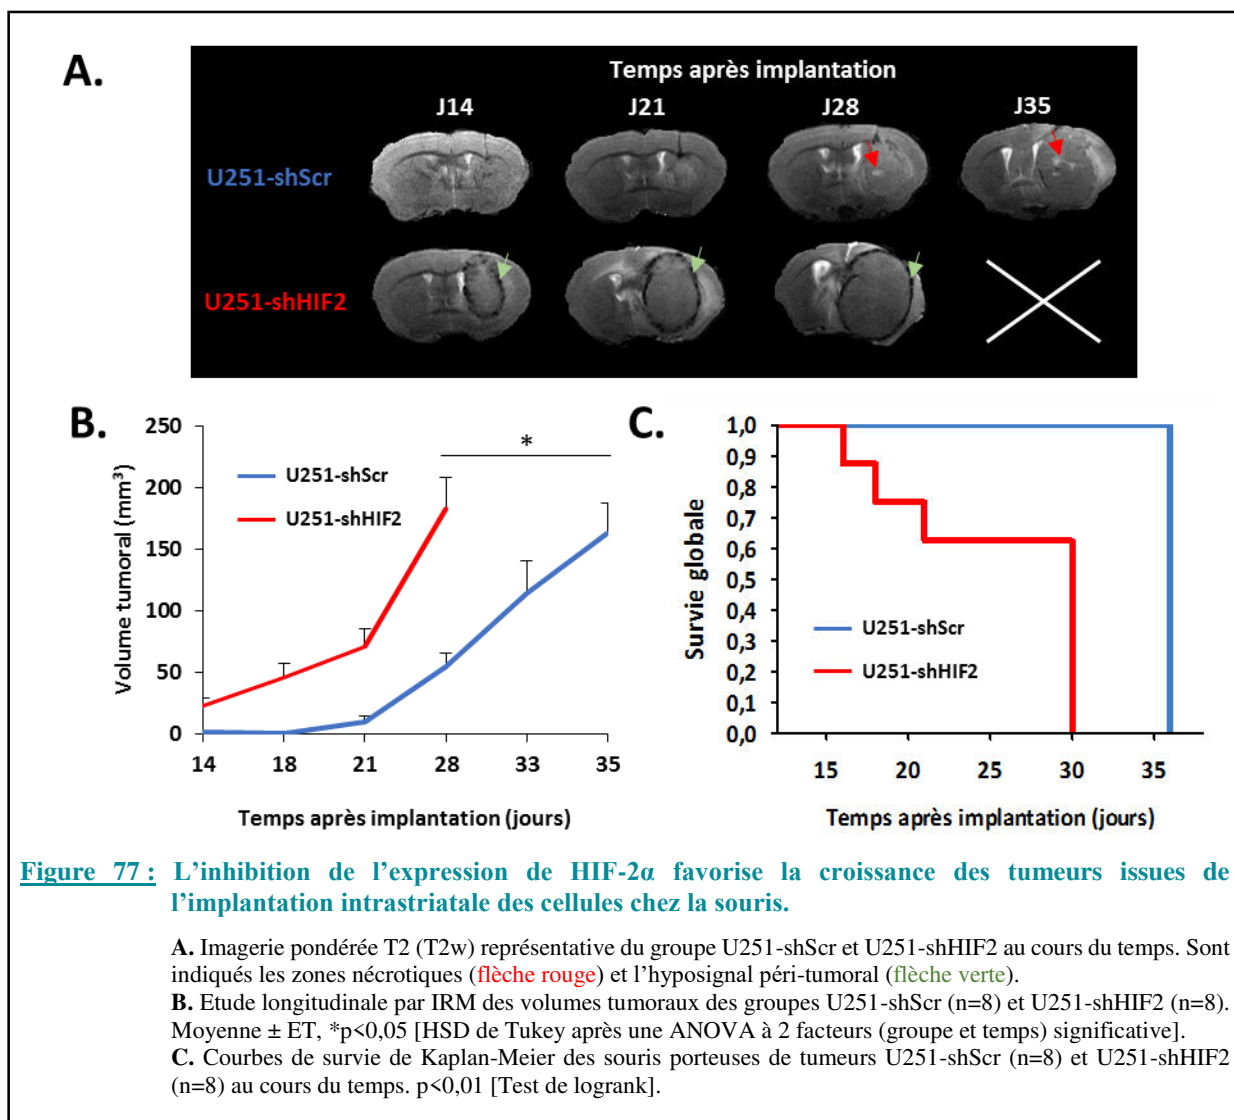 A.
Temps après implantation
J14 J21 J28 J35
U251-shScr
U251-shHIF2
B.
250
200
150
100
50
0
Volume tumoral (mm³)
U251-shScr
U251-shHIF2
*
14 18 21 28 33 35
Temps après implantation (jours)
C.
1,0
0,9
0,8
0,7
0,6
0,5
0,4
0,3
0,2
0,1
0,0
Survie globale
U251-shScr
U251-shHIF2
15 20 25 30 35
Temps après implantation (jours)
Figure 77 : L'inhibition de l'expression de HIF-2α favorise la croissance des tumeurs issues de
l'implantation intrastriatale des cellules chez la souris.
A. Imagerie pondérée T2 (T2w) représentative du groupe U251-shScr et U251-shHIF2 au cours du temps. Sont
indiqués les zones nécrotiques (flèche rouge) et l'hyposignal péri-tumoral (flèche verte).
B. Etude longitudinale par IRM des volumes tumoraux des groupes U251-shScr (n=8) et U251-shHIF2 (n=8).
Moyenne ± ET, *p<0,05 [HSD de Tukey après une ANOVA à 2 facteurs (groupe et temps) significative].
C. Courbes de survie de Kaplan-Meier des souris porteuses de tumeurs U251-shScr (n=8) et U251-shHIF2
(n=8) au cours du temps. p<0,01 [Test de logrank].